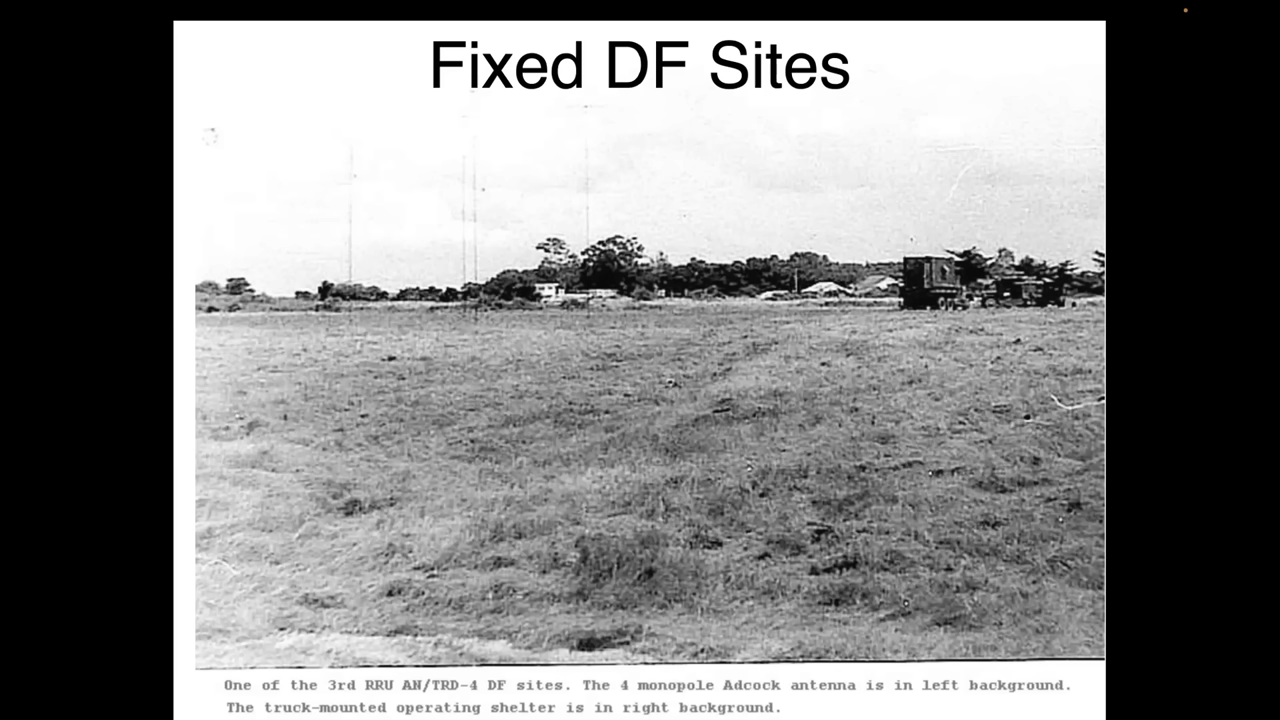 Fixed DF Sites
One of the 3rd RRU AN/TRD-4 DF sites. The 4 monopole Adcock antenna is in left background.
The truck-mounted operating shelter is in right background.